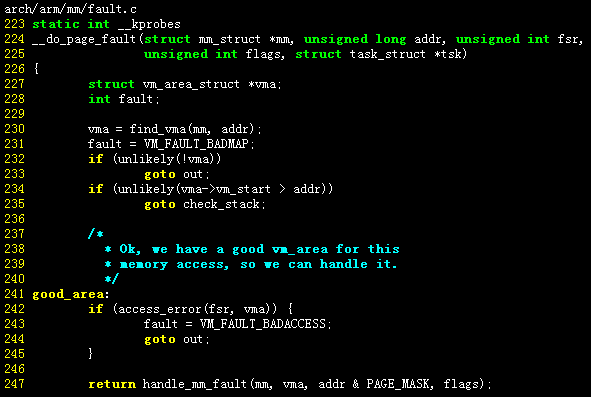 arch/arm/mm/fault.c
223 static int __kprobes
224 __do_page_fault(struct mm_struct *mm, unsigned long addr, unsigned int fsr,
225                 unsigned int flags, struct task_struct *tsk)
226 {
227         struct vm_area_struct *vma;
228         int fault;
229
230         vma = find_vma(mm, addr);
231         fault = VM_FAULT_BADMAP;
232         if (unlikely(!vma))
233                 goto out;
234         if (unlikely(vma->vm_start > addr))
235                 goto check_stack;
236
237         /*
238          * Ok, we have a good vm_area for this
239          * memory access, so we can handle it.
240          */
241 good_area:
242         if (access_error(fsr, vma)) {
243                 fault = VM_FAULT_BADACCESS;
244                 goto out;
245         }
246
247         return handle_mm_fault(mm, vma, addr & PAGE_MASK, flags);